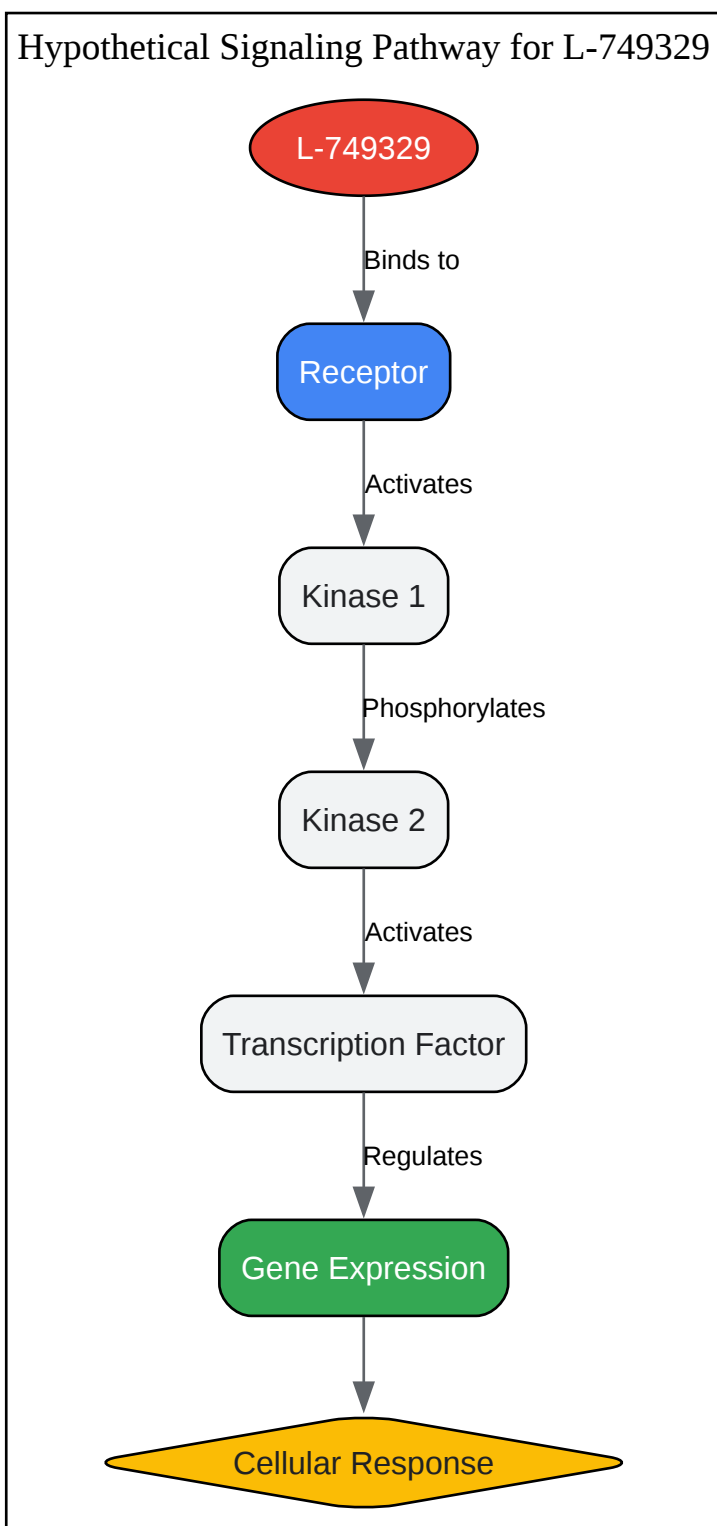 Hypothetical Signaling Pathway for L-749329
L-749329
Binds to
Receptor
Activates
Kinase 1
Phosphorylates
Kinase 2
Activates
Transcription Factor
Regulates
Gene Expression
Cellular Response